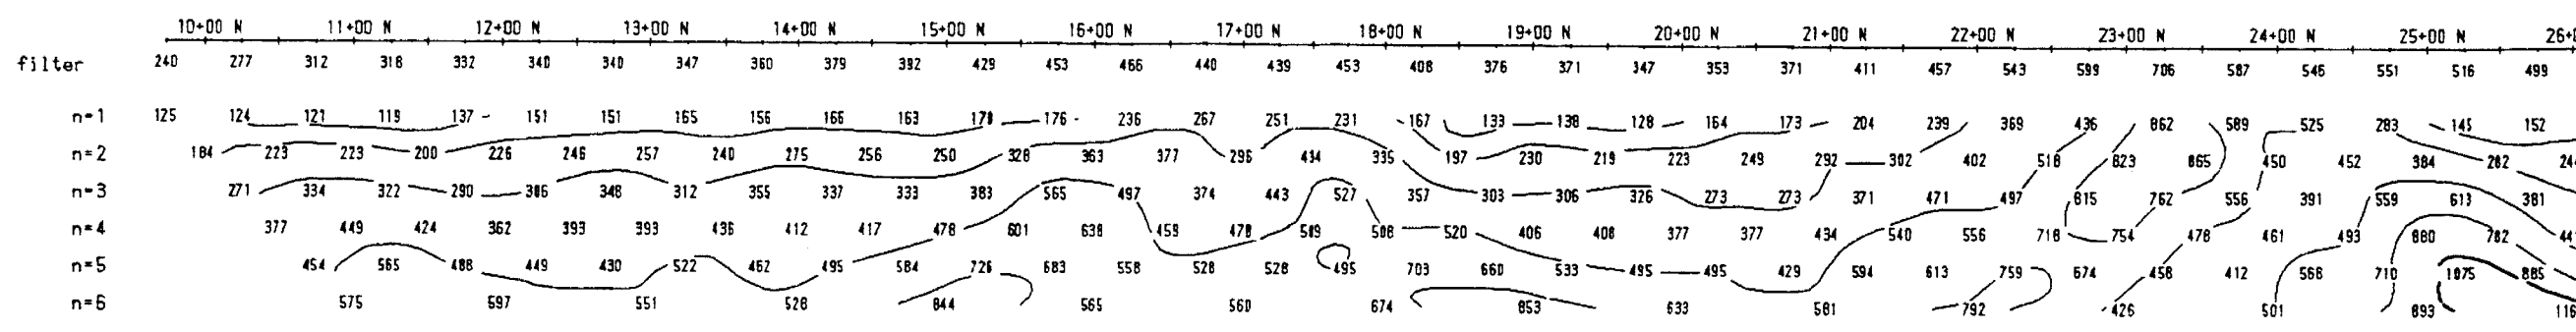 10+00 N 11+00 N 12+00 N 13+00 N 14+00 N 15+00 N 16+00 N 17+00 N 18+00 N 19+00 N 20+00 N 21+00 N 22+00 N 23+00 N 24+00 N 25+00 N 26+0
filter 240 277 312 318 332 340 340 347 360 379 392 429 453 466 440 439 453 408 376 371 347 353 371 411 457 543 599 706 587 546 551 516 499
n=1 125 124 121 119 137 151 151 165 156 166 163 179 176 236 267 251 231 167 133 138 128 164 173 204 239 369 436 862 589 525 283 145 152
n=2 184 223 223 200 226 246 257 240 275 256 250 328 363 377 296 434 335 197 230 219 223 249 292 302 402 518 823 865 450 452 384 262 24
n=3 271 334 322 290 386 348 312 355 337 333 383 565 497 374 443 527 357 303 306 326 273 273 371 471 497 815 762 556 391 559 613 381
n=4 377 449 424 362 393 393 436 412 417 478 601 638 459 478 589 508 520 406 408 377 377 434 540 556 718 754 478 461 493 880 782 44
n=5 454 565 488 449 430 522 462 495 584 726 683 558 528 528 495 703 660 533 495 495 429 594 613 759 674 458 412 566 710 1075 885
n=6 575 597 551 528 844 565 560 674 853 633 581 792 426 501 893 116